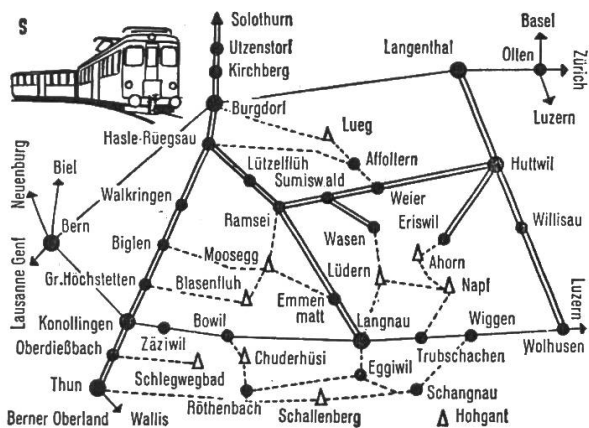 S
Solothurn
Basel
Utzenstorf
Langenthal
Olten
Zürich
Kirchberg
Luzern
Burgdorf
Lueg
Hasle-Rüegsau
Neuenburg
Biel
Lützelflüh
Affollern
Sumiswald
Huttwil
Walkringen
Weier
Bern
Ramsei
Eriswil
Willisau
Lausanne Genf
Biglen
Wasen
Moosegg
Ahorn
Gr. Höchstetten
Blasenfluh
Lüdern
Napf
Emmen
matt
Luzern
Konolfingen
Bowil
Langnau
Wiggen
Oberdießbach
Zäziwil
Chuderhüsi
Trubschachen
Wolhusen
Thun
Schlegwegbad
Eggiwil
Schangnau
Berner Oberland
Wallis
Röthenbach
Schallenberg
Hohgant